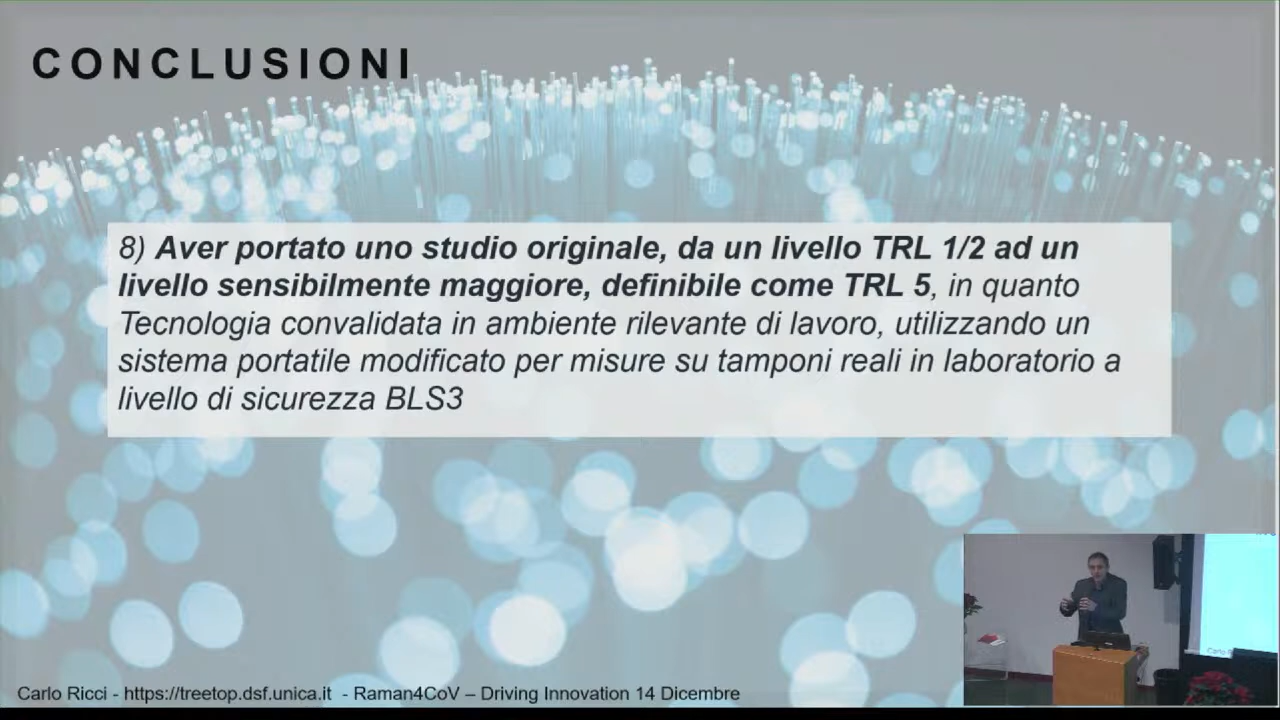 CONCLUSIONI
8) Aver portato uno studio originale, da un livello TRL 1/2 ad un
livello sensibilmente maggiore, definibile come TRL 5, in quanto
Tecnologia convalidata in ambiente rilevante di lavoro, utilizzando un
sistema portatile modificato per misure su tamponi reali in laboratorio a
livello di sicurezza BLS3
Carlo Ricci - https://treetop.dsf.unica.it - Raman4CoV – Driving Innovation 14 Dicembre